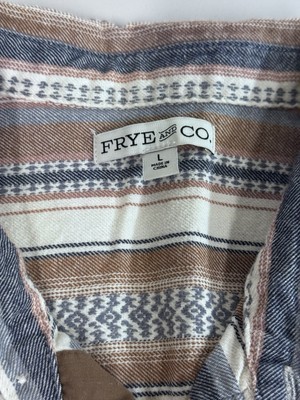 FRYE AND CO.
L
MADE IN
CHINA